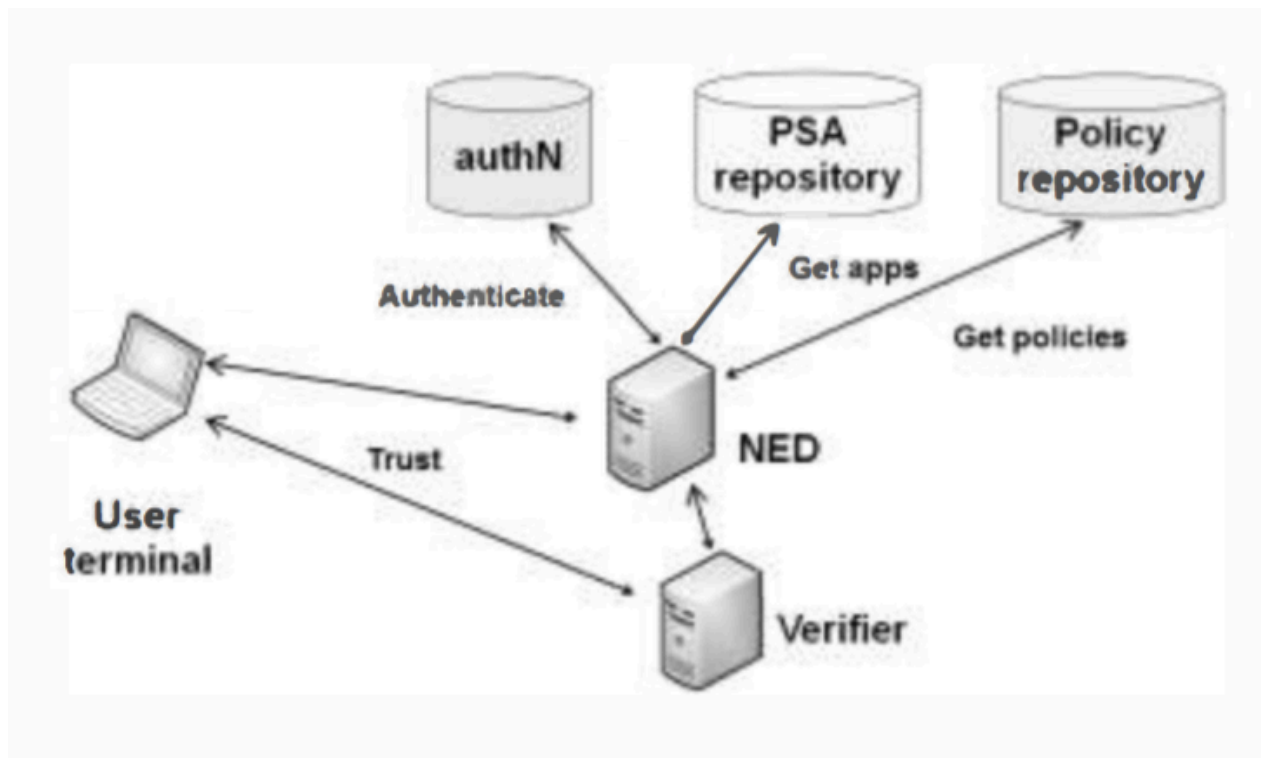 authN
PSA
repository
Policy
repository
Get apps
Authenticate
Get policies
NED
Trust
User
terminal
Verifier